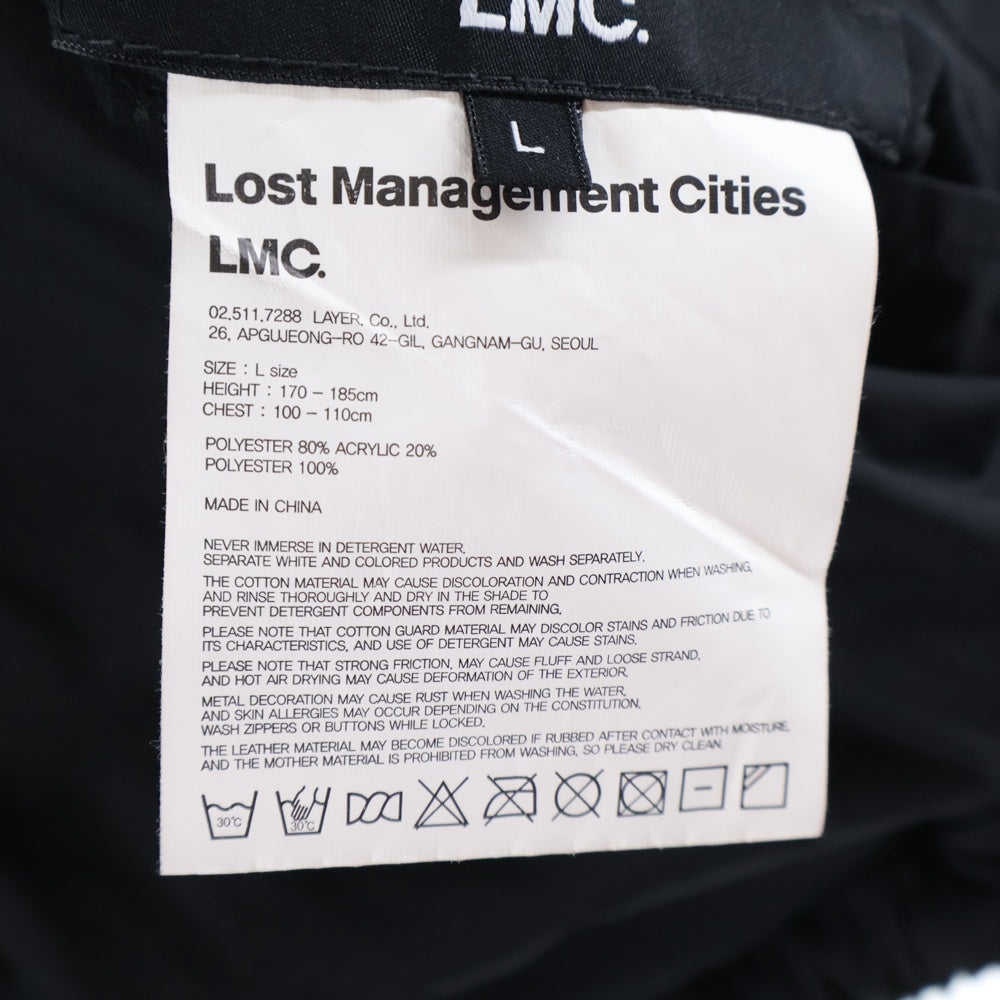 LMC.
L
Lost Management Cities
LMC.
02.511.7288 LAYER. Co., Ltd.
26, APGUJEONG-RO 42-GIL, GANGNAM-GU, SEOUL
SIZE : L size
HEIGHT : 170 - 185cm
CHEST : 100 - 110cm
POLYESTER 80% ACRYLIC 20%
POLYESTER 100%
MADE IN CHINA
NEVER IMMERSE IN DETERGENT WATER.
SEPARATE WHITE AND COLORED PRODUCTS AND WASH SEPARATELY.
THE COTTON MATERIAL MAY CAUSE DISCOLORATION AND CONTRACTION WHEN WASHING,
AND RINSE THOROUGHLY AND DRY IN THE SHADE TO
PREVENT DETERGENT COMPONENTS FROM REMAINING.
PLEASE NOTE THAT COTTON GUARD MATERIAL MAY DISCOLOR STAINS AND FRICTION DUE TO
ITS CHARACTERISTICS, AND USE OF DETERGENT MAY CAUSE STAINS.
PLEASE NOTE THAT STRONG FRICTION, MAY CAUSE FLUFF AND LOOSE STRAND,
AND HOT AIR DRYING MAY CAUSE DEFORMATION OF THE EXTERIOR.
METAL DECORATION MAY CAUSE RUST WHEN WASHING THE WATER,
AND SKIN ALLERGIES MAY OCCUR DEPENDING ON THE CONSTITUTION.
WASH ZIPPERS OR BUTTONS WHILE LOCKED.
THE LEATHER MATERIAL MAY BECOME DISCOLORED IF RUBBED AFTER CONTACT WITH MOISTURE,
AND THE MOTHER MATERIAL IS PROHIBITED FROM WASHING, SO PLEASE DRY CLEAN.
30℃ 30℃